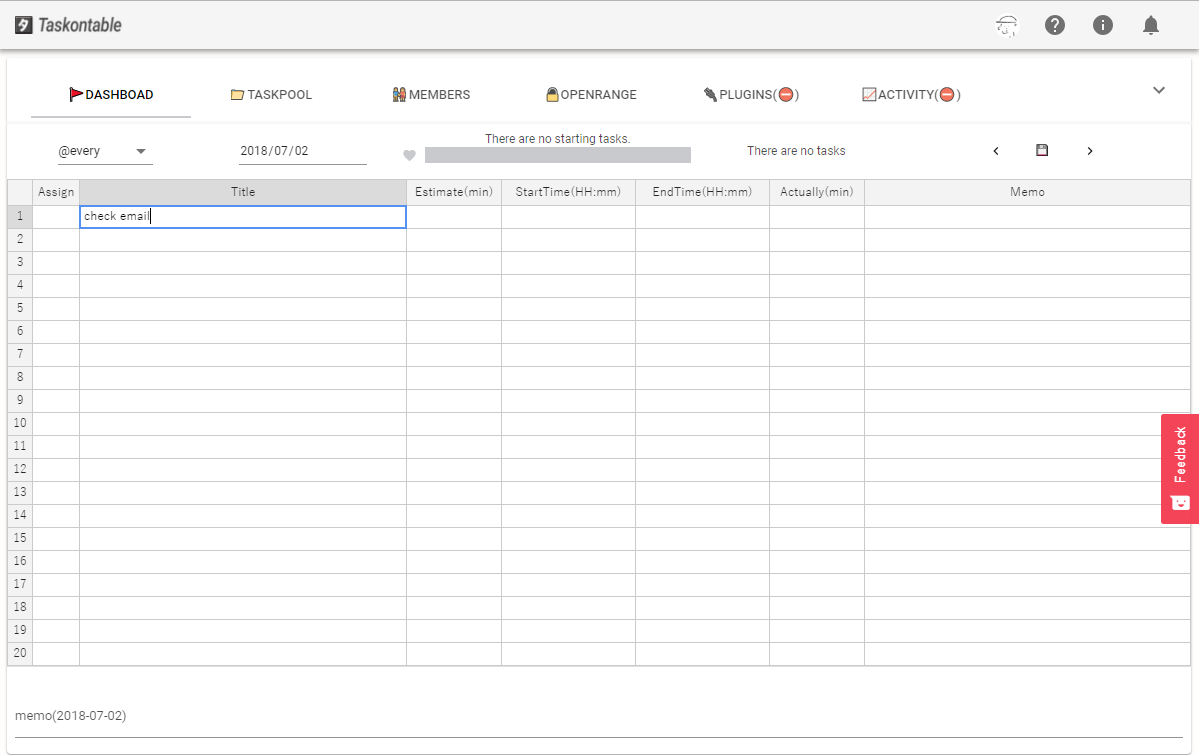 タ Taskontable
DASHBOAD TASKPOOL MEMBERS OPENRANGE PLUGINS(⛔) ACTIVITY(⛔)
There are no starting tasks.
@every 2018/07/02 There are no tasks
Assign Title Estimate(min) StartTime(HH:mm) EndTime(HH:mm) Actually(min) Memo
1 check email
2
3
4
5
6
7
8
9
10
11
12
13
14
15
16
17
18
19
20
Feedback
memo(2018-07-02)